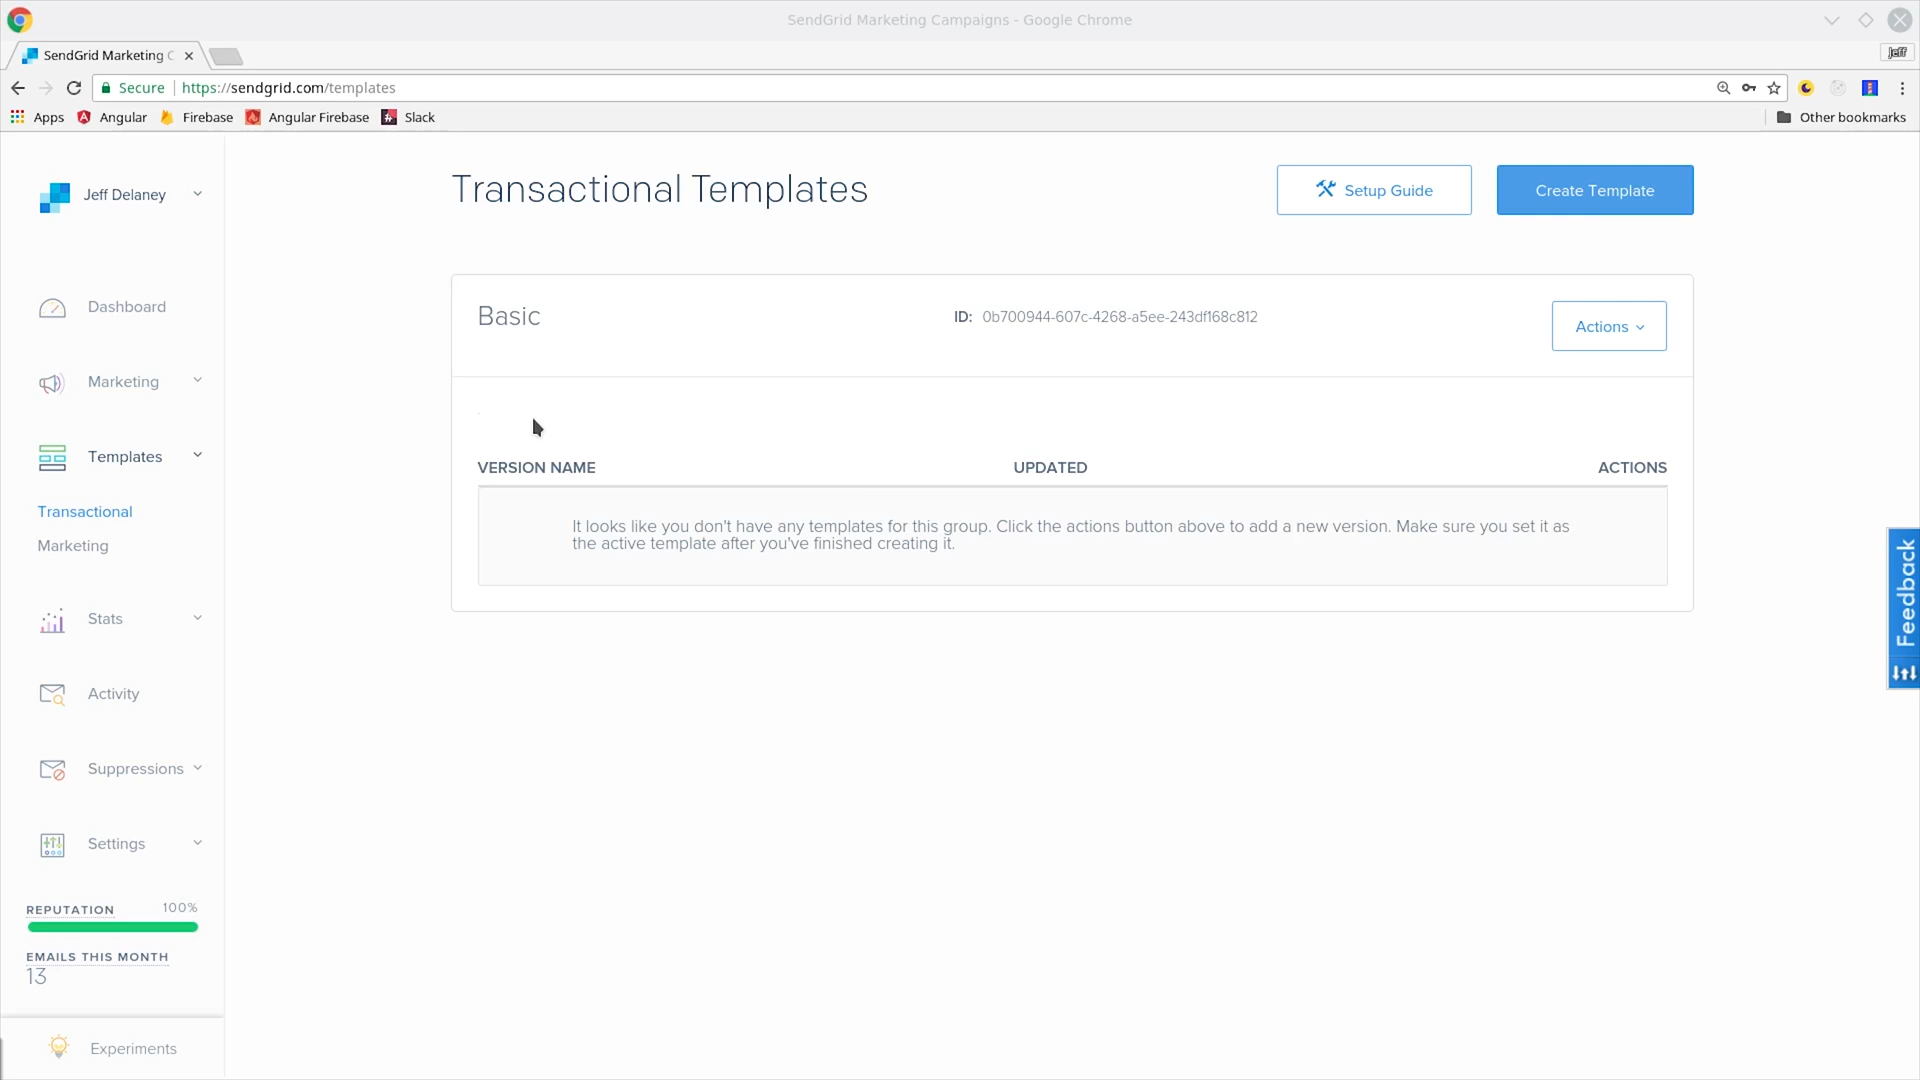 SendGrid Marketing Campaigns - Google Chrome
SendGrid Marketing C
Jeff
Secure https://sendgrid.com/templates
Apps Angular Firebase Angular Firebase Slack Other bookmarks
Jeff Delaney
Transactional Templates
Setup Guide
Create Template
Dashboard
Marketing
Templates
Transactional
Marketing
Stats
Activity
Suppressions
Settings
REPUTATION 100%
EMAILS THIS MONTH
13
Experiments
Basic
ID: 0b700944-607c-4268-a5ee-243df168c812
Actions
VERSION NAME UPDATED ACTIONS
It looks like you don't have any templates for this group. Click the actions button above to add a new version. Make sure you set it as
the active template after you've finished creating it.
Feedback